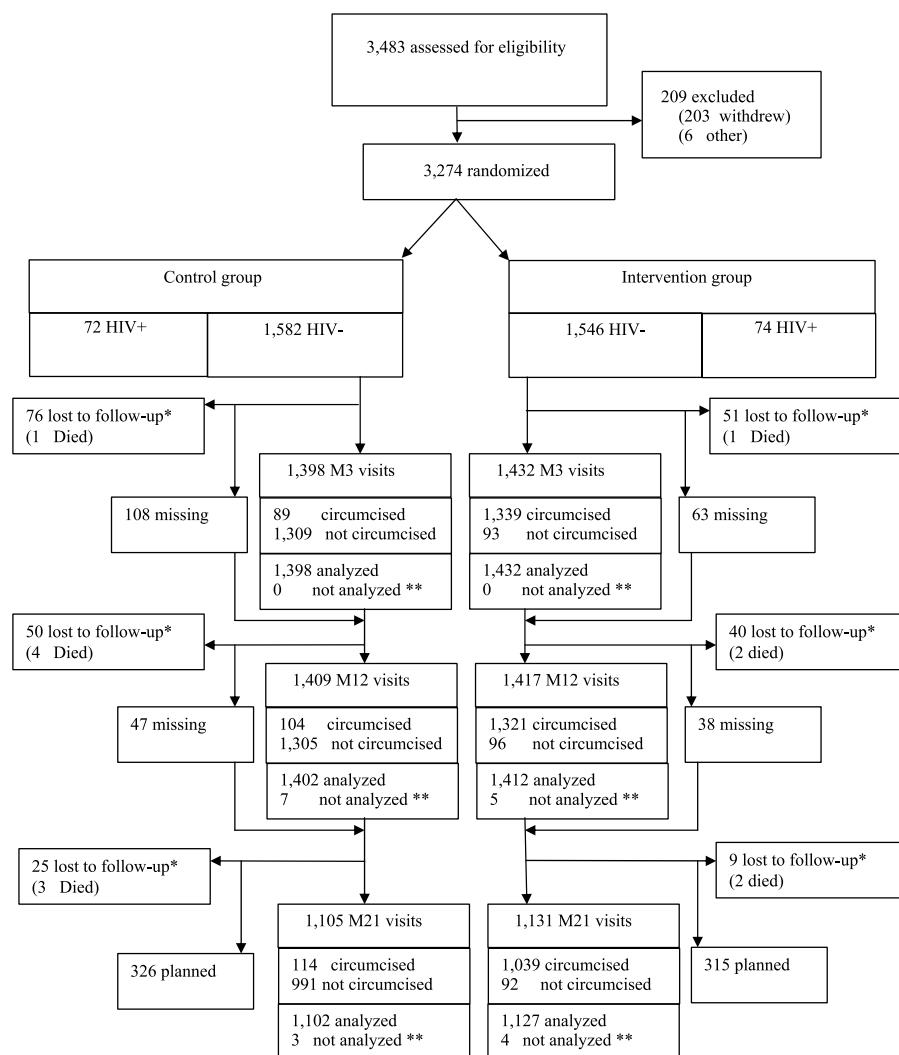 3,483 assessed for eligibility
209 excluded
(203 withdrew)
(6 other)
3,274 randomized
Control group
Intervention group
72 HIV+
1,582 HIV-
1,546 HIV-
74 HIV+
76 lost to follow-up*
(1 Died)
51 lost to follow-up*
(1 Died)
1,398 M3 visits
1,432 M3 visits
108 missing
89 circumcised
1,309 not circumcised
1,339 circumcised
93 not circumcised
63 missing
1,398 analyzed
0 not analyzed **
1,432 analyzed
0 not analyzed **
50 lost to follow-up*
(4 Died)
40 lost to follow-up*
(2 died)
1,409 M12 visits
1,417 M12 visits
47 missing
104 circumcised
1,305 not circumcised
1,321 circumcised
96 not circumcised
38 missing
1,402 analyzed
7 not analyzed **
1,412 analyzed
5 not analyzed **
25 lost to follow-up*
(3 Died)
9 lost to follow-up*
(2 died)
1,105 M21 visits
1,131 M21 visits
326 planned
114 circumcised
991 not circumcised
1,039 circumcised
92 not circumcised
315 planned
1,102 analyzed
3 not analyzed **
1,127 analyzed
4 not analyzed **